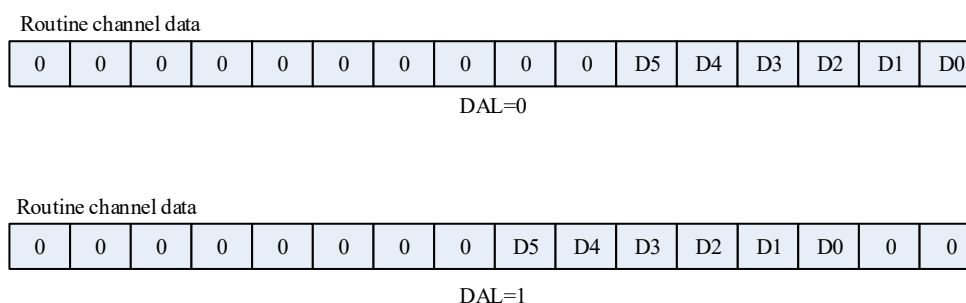 Routine channel data
0 0 0 0 0 0 0 0 0 0 D5 D4 D3 D2 D1 D0
DAL=0
Routine channel data
0 0 0 0 0 0 0 0 D5 D4 D3 D2 D1 D0 0 0
DAL=1